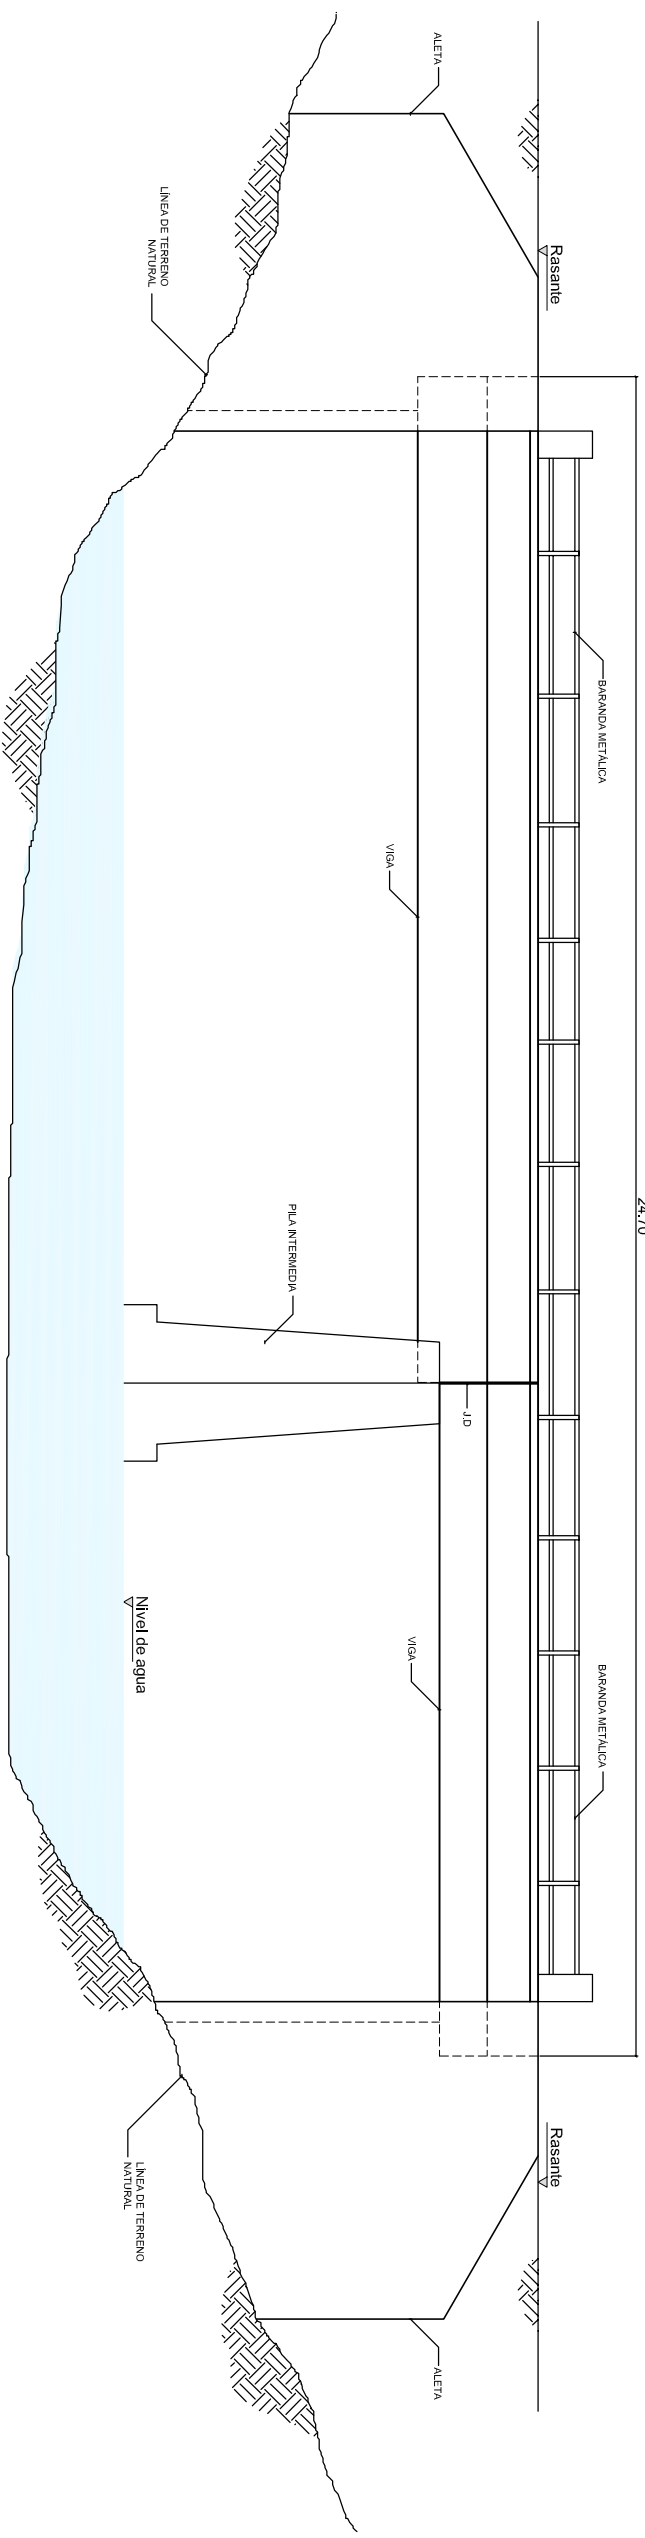 ALETA
Rasante
LÍNEA DE TERRENO
NATURAL
BARANDA METÁLICA
VIGA
24.70
PILA INTERMEDIA
J.D
Nivel de agua
VIGA
BARANDA METÁLICA
Rasante
LÍNEA DE TERRENO
NATURAL
ALETA